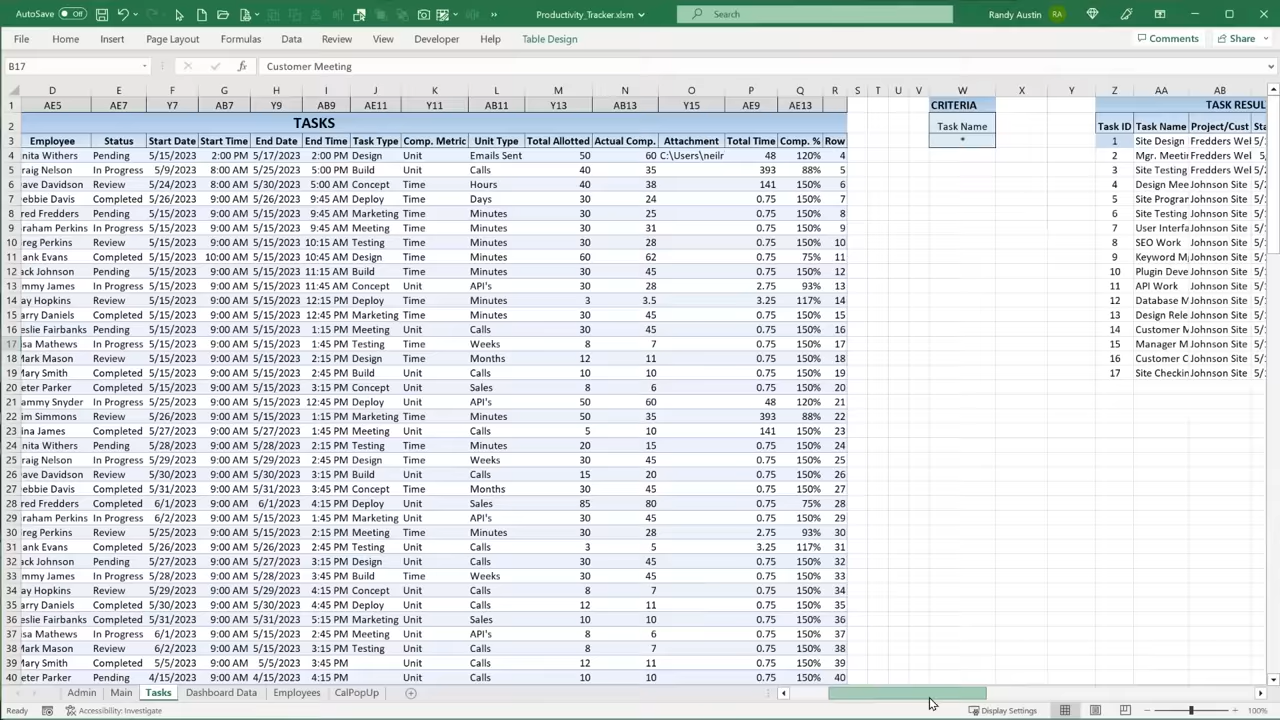 AutoSave Off Productivity_Tracker.xlsm Search Randy Austin RA
File Home Insert Page Layout Formulas Data Review View Developer Help Table Design Comments Share
B17 fx Customer Meeting
D E F G H I J K L M N O P Q R S T U V W X Y Z AA AB
1 AE5 AE7 Y7 AB7 Y9 AB9 AE11 Y11 AB11 Y13 AB13 Y15 AE9 AE13 CRITERIA TASK RESUL
2 TASKS Task Name Task ID Task Name Project/Cust Sta
3 Employee Status Start Date Start Time End Date End Time Task Type Comp. Metric Unit Type Total Allotted Actual Comp. Attachment Total Time Comp. % Row * 1 Site Design Fredders Wel 5/
4 nita Withers Pending 5/15/2023 2:00 PM 5/17/2023 2:00 PM Design Unit Emails Sent 50 60 C:\Users\neilr 48 120% 4 2 Mgr. Meetin Fredders Wel 5/
5 raig Nelson In Progress 5/9/2023 8:00 AM 5/25/2023 5:00 PM Build Unit Calls 40 35 393 88% 5 3 Site Testing Fredders Wel 5/
6 ave Davidson Review 5/24/2023 8:00 AM 5/30/2023 5:00 AM Concept Time Hours 40 38 141 150% 6 4 Design Mee Johnson Site 5/
7 ebbie Davis Completed 5/26/2023 9:00 AM 5/26/2023 9:45 AM Deploy Time Days 30 24 0.75 150% 7 5 Site Prograr Johnson Site 5/
8 red Fredders Pending 5/15/2023 9:00 AM 5/15/2023 9:45 AM Marketing Time Minutes 30 25 0.75 150% 8 6 Site Testing Johnson Site 5/
9 raham Perkins In Progress 5/15/2023 9:00 AM 5/15/2023 9:45 AM Meeting Time Minutes 30 31 0.75 150% 9 7 User Interfa Johnson Site 5/
10 reg Perkins Review 5/15/2023 9:00 AM 5/15/2023 10:15 AM Testing Time Minutes 30 28 0.75 150% 10 8 SEO Work Johnson Site 5/
11 ank Evans Completed 5/15/2023 10:00 AM 5/15/2023 10:45 AM Design Time Minutes 60 62 0.75 75% 11 9 Keyword M Johnson Site 5/
12 ack Johnson Pending 5/15/2023 9:00 AM 5/15/2023 11:15 AM Build Time Minutes 30 45 0.75 150% 12 10 Plugin Deve Johnson Site 5/
13 mmy James In Progress 5/15/2023 9:00 AM 5/15/2023 11:45 AM Concept Unit API's 30 28 2.75 93% 13 11 API Work Johnson Site 5/
14 ay Hopkins Review 5/15/2023 9:00 AM 5/15/2023 12:15 PM Deploy Time Minutes 3 3.5 3.25 117% 14 12 Database M Johnson Site 5/
15 arry Daniels Completed 5/15/2023 9:00 AM 5/15/2023 12:45 PM Marketing Time Minutes 30 45 0.75 150% 15 13 Design Rele Johnson Site 5/
16 eslie Fairbanks Pending 5/15/2023 9:00 AM 5/15/2023 1:15 PM Meeting Unit Calls 30 45 0.75 150% 16 14 Customer M Johnson Site 5/
17 sa Mathews In Progress 5/15/2023 9:00 AM 5/15/2023 1:45 PM Testing Time Weeks 8 7 0.75 150% 17 15 Manager M Johnson Site 5/
18 Mark Mason Review 5/15/2023 9:00 AM 5/15/2023 2:15 PM Design Time Months 12 11 0.75 150% 18 16 Customer C Johnson Site 5/
19 Mary Smith Completed 5/15/2023 9:00 AM 5/15/2023 2:45 PM Build Unit Calls 10 10 0.75 150% 19 17 Site Checkin Johnson Site 5/
20 eter Parker Pending 5/15/2023 9:00 AM 5/15/2023 3:15 PM Concept Unit Sales 8 6 0.75 150% 20
21 ammy Snyder In Progress 5/25/2023 9:00 AM 5/15/2023 12:45 PM Deploy Unit API's 50 60 48 120% 21
22 im Simmons Review 5/26/2023 9:00 AM 5/15/2023 1:15 PM Marketing Time Minutes 50 35 393 88% 22
23 ina James Completed 5/27/2023 9:00 AM 5/15/2023 1:45 PM Meeting Unit Calls 5 10 141 150% 23
24 nita Withers Pending 5/28/2023 9:00 AM 5/28/2023 2:15 PM Testing Time Minutes 20 15 0.75 150% 24
25 raig Nelson In Progress 5/29/2023 9:00 AM 5/29/2023 2:45 PM Design Time Weeks 30 45 0.75 150% 25
26 ave Davidson Review 5/30/2023 9:00 AM 5/30/2023 3:15 PM Build Unit Calls 15 20 0.75 150% 26
27 ebbie Davis Completed 5/31/2023 9:00 AM 5/31/2023 3:45 PM Concept Time Months 30 45 0.75 150% 27
28 red Fredders Pending 6/1/2023 9:00 AM 6/1/2023 4:15 PM Deploy Unit Sales 85 80 0.75 75% 28
29 raham Perkins In Progress 6/2/2023 9:00 AM 5/15/2023 1:45 PM Marketing Unit API's 30 45 0.75 150% 29
30 reg Perkins Review 5/25/2023 9:00 AM 5/15/2023 2:15 PM Meeting Time Minutes 30 28 2.75 93% 30
31 ank Evans Completed 5/26/2023 9:00 AM 5/26/2023 2:45 PM Testing Unit Calls 3 5 3.25 117% 31
32 ack Johnson Pending 5/27/2023 9:00 AM 5/27/2023 3:15 PM Design Unit Calls 30 45 0.75 150% 32
33 mmy James In Progress 5/28/2023 9:00 AM 5/28/2023 3:45 PM Build Time Weeks 30 45 0.75 150% 33
34 ay Hopkins Review 5/29/2023 9:00 AM 5/29/2023 4:15 PM Concept Unit Calls 8 7 0.75 150% 34
35 arry Daniels Completed 5/30/2023 9:00 AM 5/30/2023 4:45 PM Deploy Unit Calls 12 11 0.75 150% 35
36 eslie Fairbanks Completed 5/31/2023 9:00 AM 5/31/2023 5:15 PM Marketing Unit Sales 10 10 0.75 150% 36
37 sa Mathews In Progress 6/1/2023 9:00 AM 5/15/2023 2:45 PM Meeting Unit API's 8 6 0.75 150% 37
38 Mark Mason Review 6/2/2023 9:00 AM 5/15/2023 3:15 PM Testing Unit Calls 8 7 0.75 150% 38
39 Mary Smith Completed 5/5/2023 9:00 AM 5/5/2023 3:45 PM Unit Calls 12 11 0.75 150% 39
40 eter Parker Pending 4/15/2023 9:00 AM 4/15/2023 4:15 PM Unit Calls 10 10 0.75 150% 40
Admin Main Tasks Dashboard Data Employees CalPopUp
Ready Accessibility: Investigate Display Settings 100%